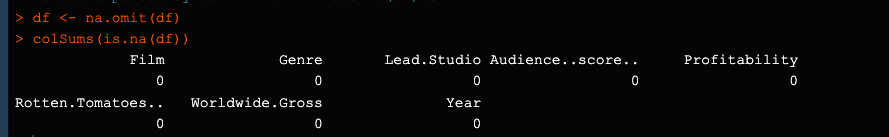 > df <- na.omit(df)
> colSums(is.na(df))
Film Genre Lead.Studio Audience..score.. Profitability
0 0 0 0 0
Rotten.Tomatoes.. Worldwide.Gross Year
0 0 0